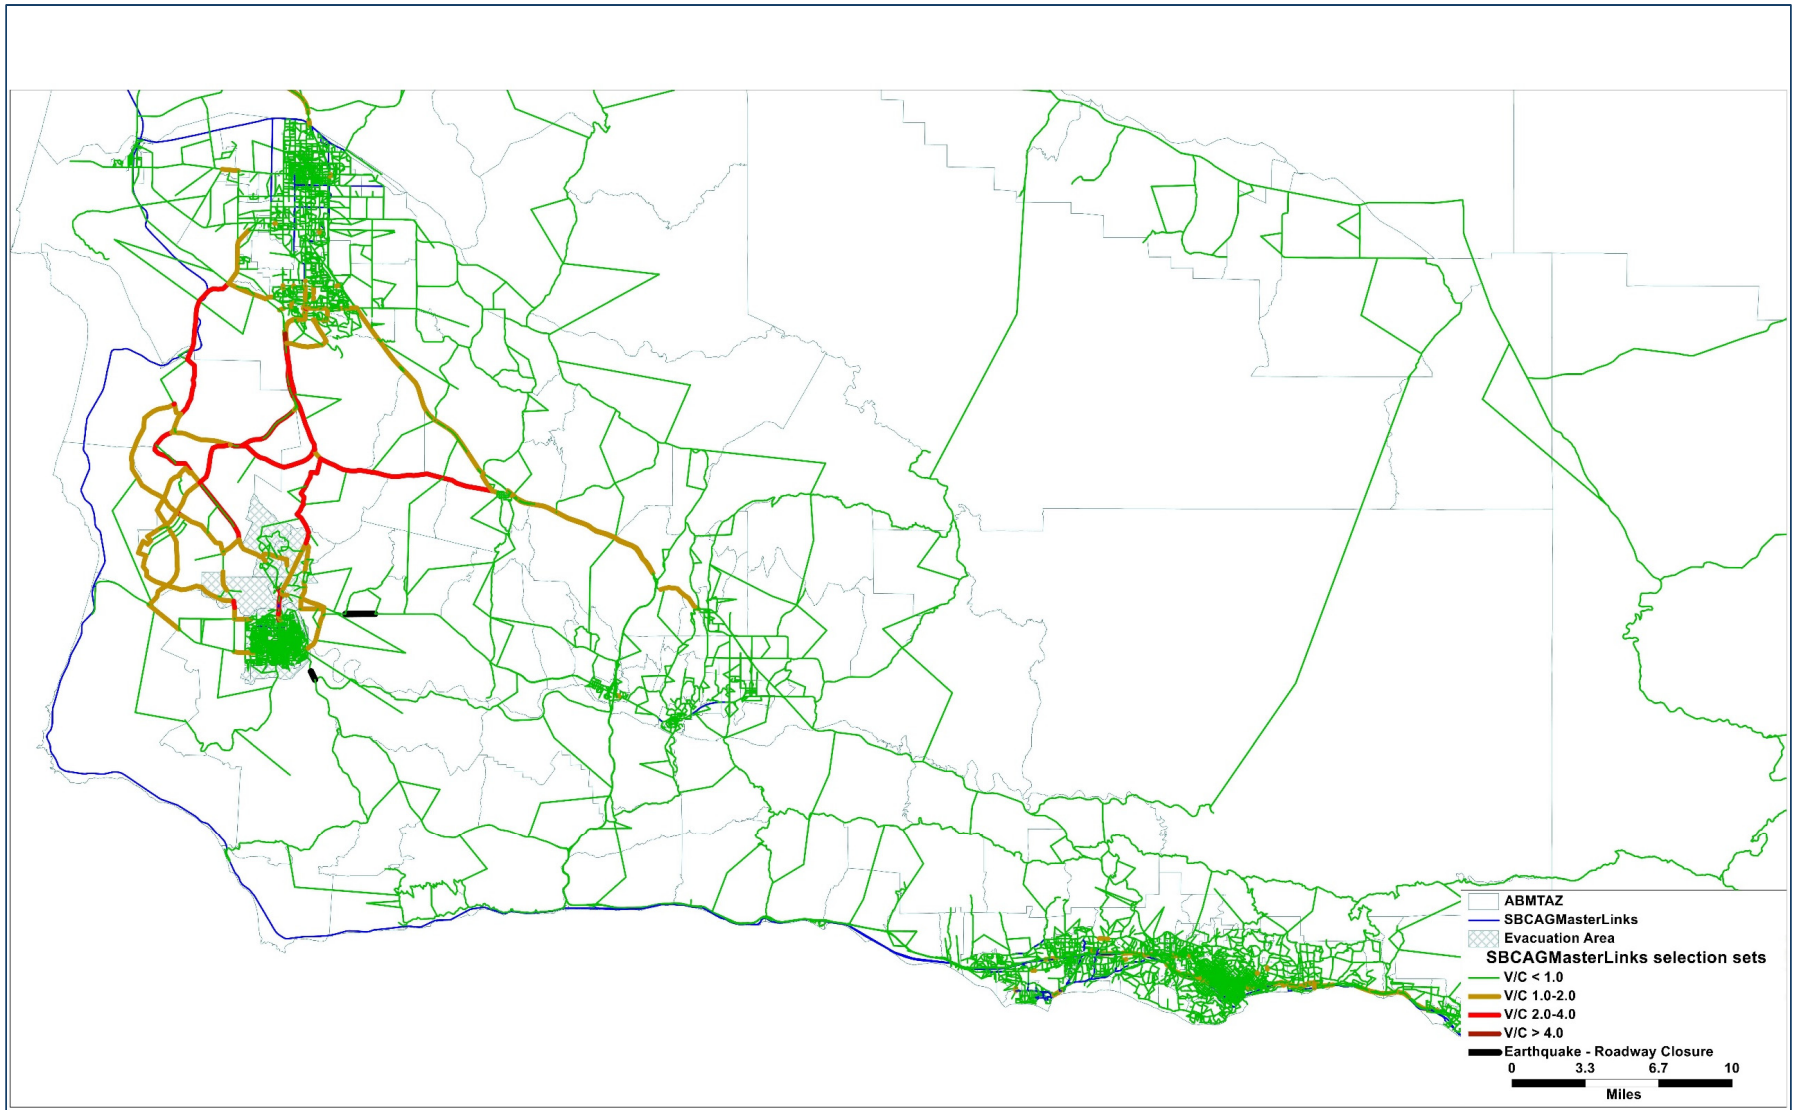 ABMTAZ
SBCAGMasterLinks
Evacuation Area
SBCAGMasterLinks selection sets
V/C < 1.0
V/C 1.0-2.0
V/C 2.0-4.0
V/C > 4.0
Earthquake - Roadway Closure
0 3.3 6.7 10
Miles